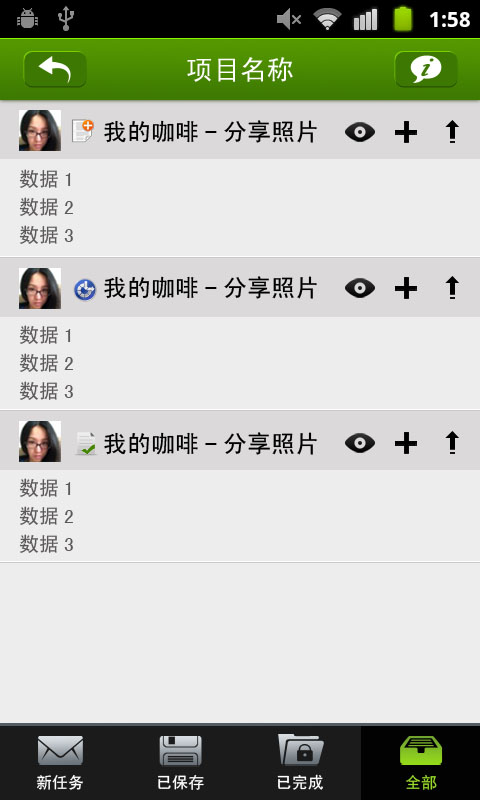 1:58
项目名称
我的咖啡 – 分享照片
数据 1
数据 2
数据 3
我的咖啡 – 分享照片
数据 1
数据 2
数据 3
我的咖啡 – 分享照片
数据 1
数据 2
数据 3
新任务 已保存 已完成 全部